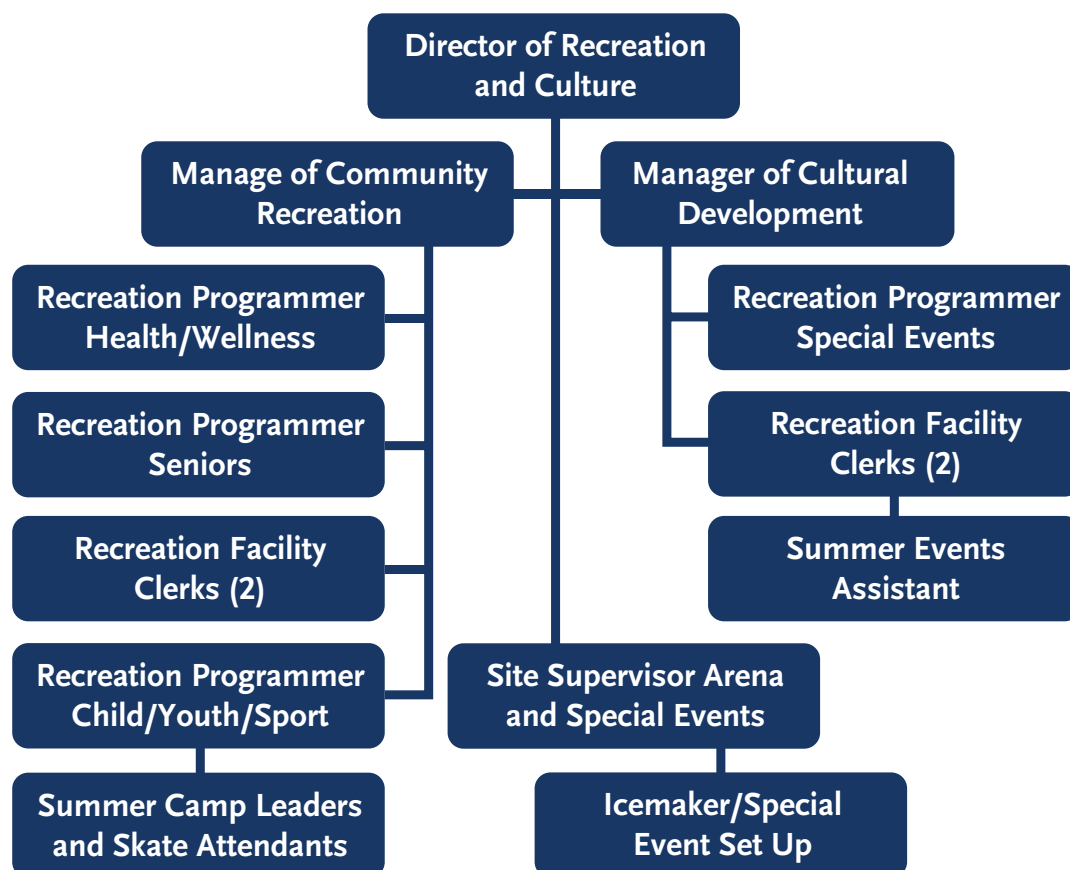 Director of Recreation
and Culture
Manage of Community
Recreation
Manager of Cultural
Development
Recreation Programmer
Health/Wellness
Recreation Programmer
Special Events
Recreation Programmer
Seniors
Recreation Facility
Clerks (2)
Recreation Facility
Clerks (2)
Summer Events
Assistant
Recreation Programmer
Child/Youth/Sport
Site Supervisor Arena
and Special Events
Summer Camp Leaders
and Skate Attendants
Icemaker/Special
Event Set Up